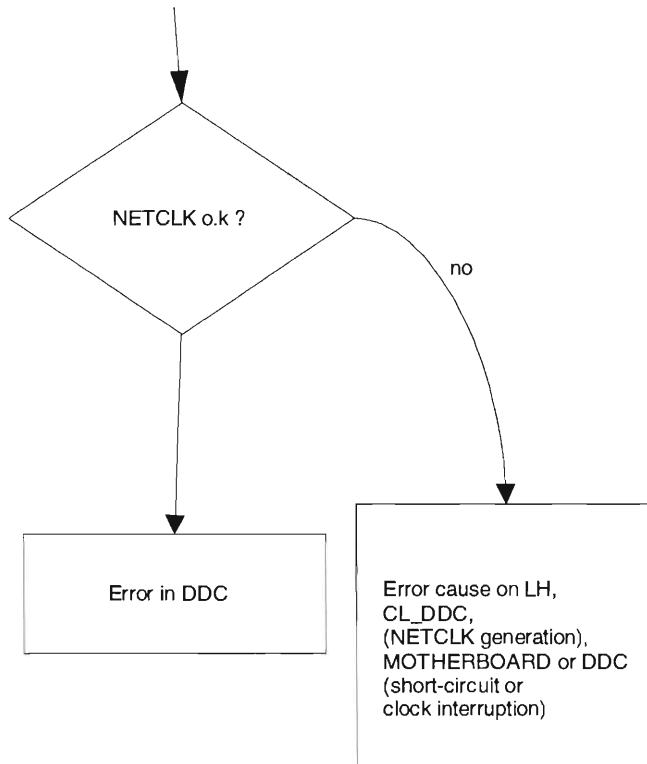 NETCLK o.k ?
no
Error in DDC
Error cause on LH,
CL_DDC,
(NETCLK generation),
MOTHERBOARD or DDC
(short-circuit or
clock interruption)